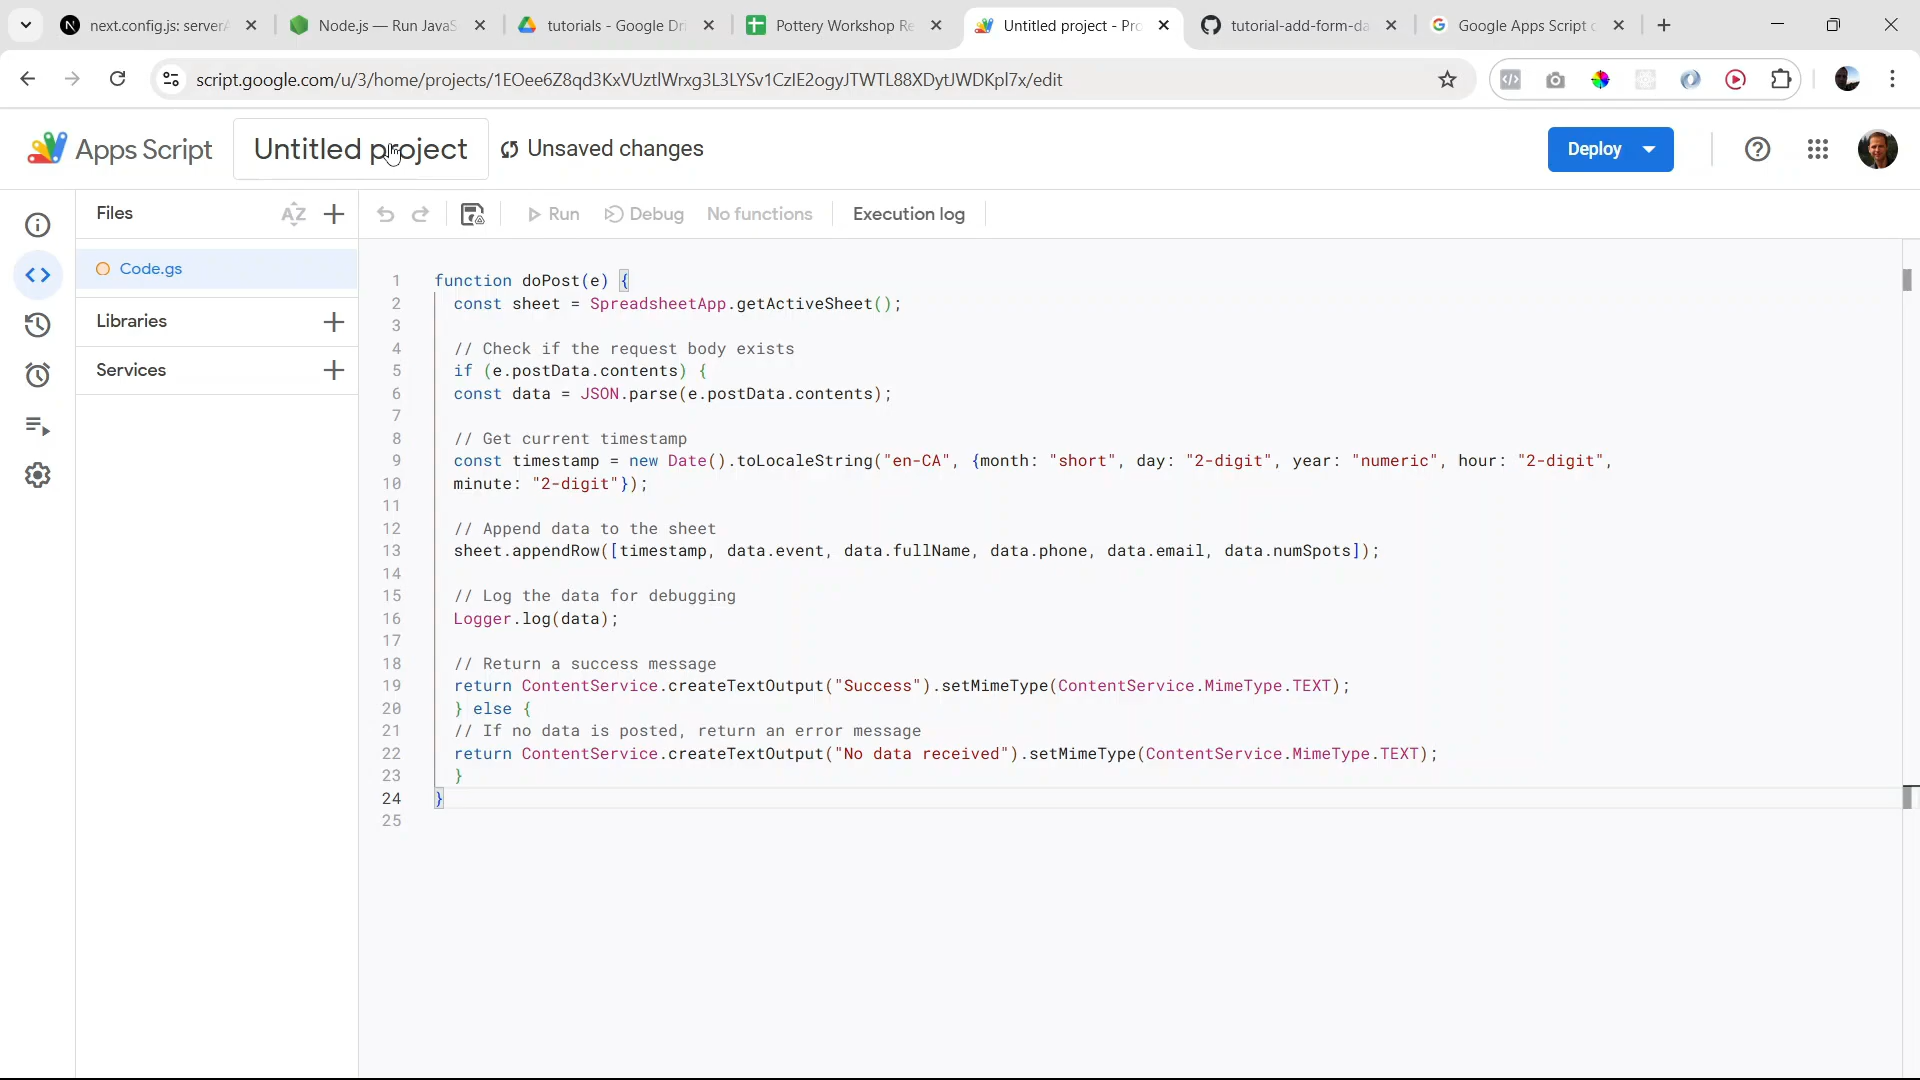 next.config.js: server
Node.js — Run JavaS
tutorials - Google Dri
Pottery Workshop Re
Untitled project - Pro
tutorial-add-form-da
Google Apps Script c
script.google.com/u/3/home/projects/1EOee6Z8qd3KxVUztlWrxg3L3LYSv1CzIE2ogyJTWTL88XDytJWDKpl7x/edit
Apps Script
Untitled project
Unsaved changes
Deploy
Files
AZ
Run
Debug
No functions
Execution log
Code.gs
Libraries
Services
1 function doPost(e) {
2 const sheet = SpreadsheetApp.getActiveSheet();
3
4 // Check if the request body exists
5 if (e.postData.contents) {
6 const data = JSON.parse(e.postData.contents);
7
8 // Get current timestamp
9 const timestamp = new Date().toLocaleString("en-CA", {month: "short", day: "2-digit", year: "numeric", hour: "2-digit",
10 minute: "2-digit"});
11
12 // Append data to the sheet
13 sheet.appendRow([timestamp, data.event, data.fullName, data.phone, data.email, data.numSpots]);
14
15 // Log the data for debugging
16 Logger.log(data);
17
18 // Return a success message
19 return ContentService.createTextOutput("Success").setMimeType(ContentService.MimeType.TEXT);
20 } else {
21 // If no data is posted, return an error message
22 return ContentService.createTextOutput("No data received").setMimeType(ContentService.MimeType.TEXT);
23 }
24 }
25